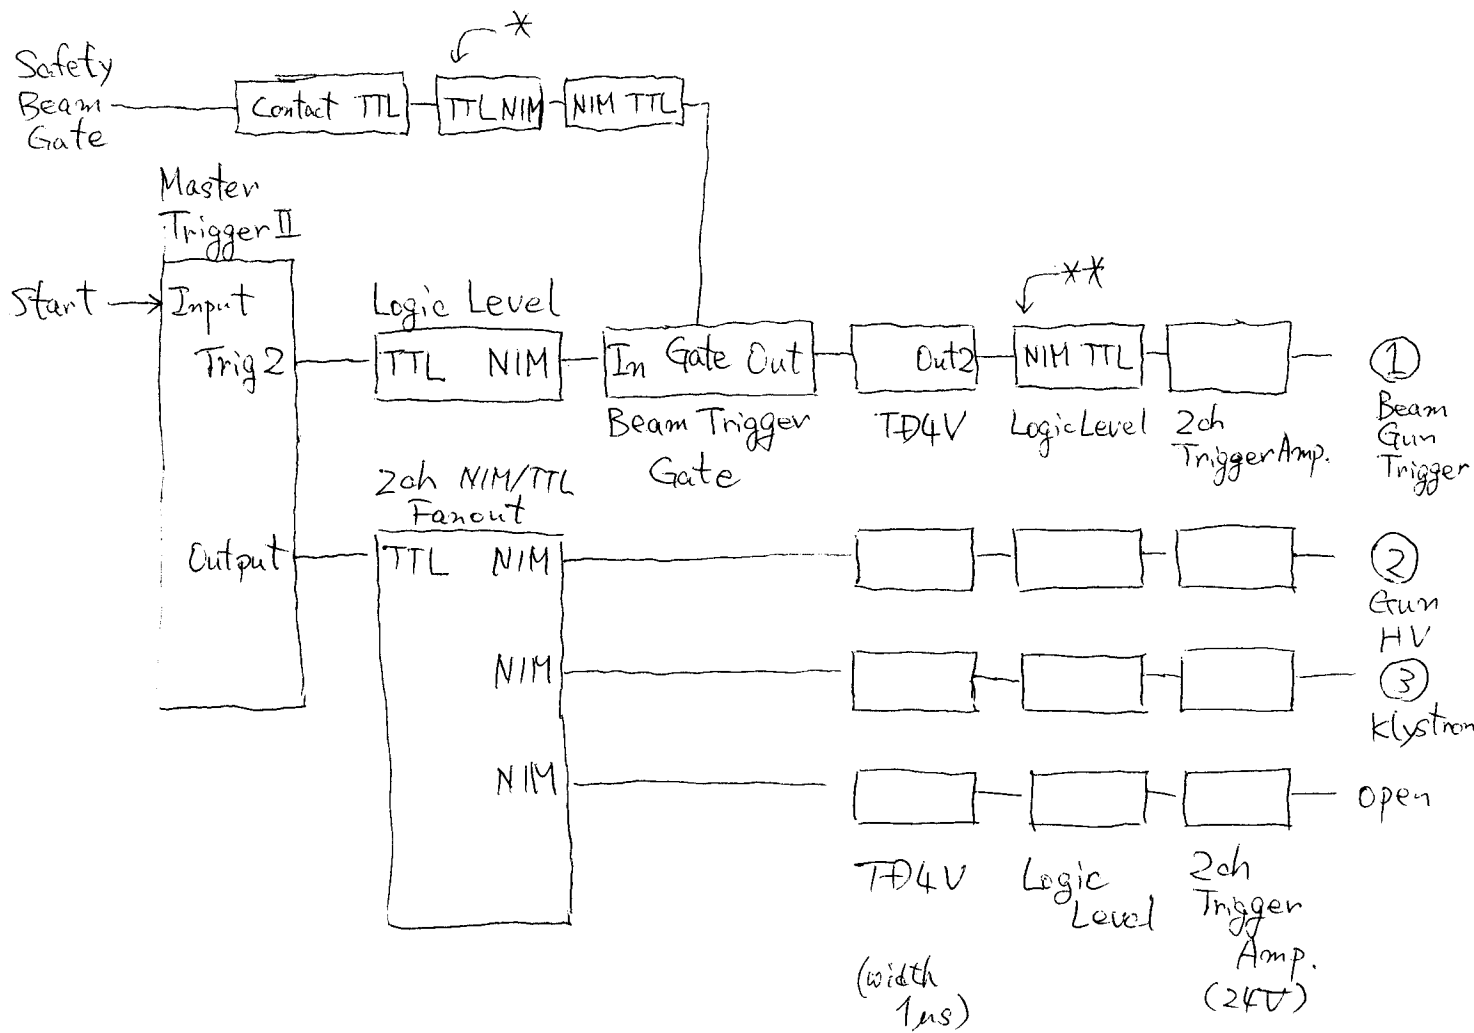 *
Safety
Beam
Gate
Contact TTL
TTL NIM
NIM TTL
Master
Trigger II
Start
Input
Trig 2
Output
Logic Level
TTL NIM
In Gate Out
Beam Trigger
Gate
Out2
TD4V
**
NIM TTL
Logic Level
2ch
Trigger Amp.
1
Beam
Gun
Trigger
2ch NIM/TTL
Fanout
TTL NIM
NIM
NIM
2
Gun
HV
3
Klystron
open
TD4V
(width
1μs)
Logic
Level
2ch
Trigger
Amp.
(24V)